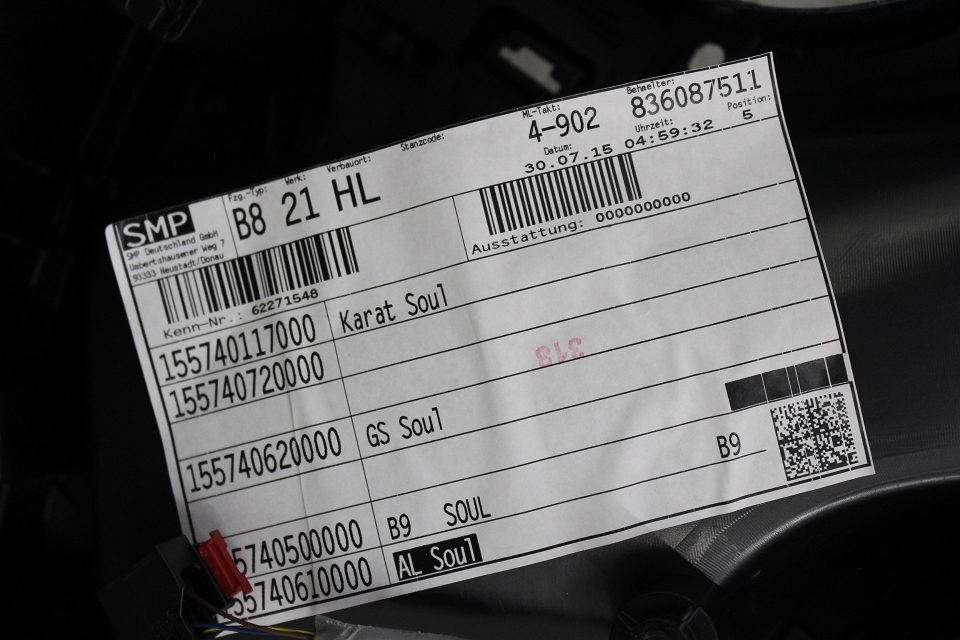 SMP
SMP Deutschland GmbH
Umbertshausener Weg 7
93333 Neustadt/Donau
Fzg.-Typ: Werk: Verbauort: Stanzcode: ML-Takt: Behaelter:
B8 21 HL 4-902 836087511
Datum: Uhrzeit: Position:
30.07.15 04:59:32 5
Kenn-Nr.: 62271548
Ausstattung: 0000000000
155740117000 Karat Soul
155740720000
318
155740620000 GS Soul
B9
5740500000 B9 SOUL
55740610000 AL Soul